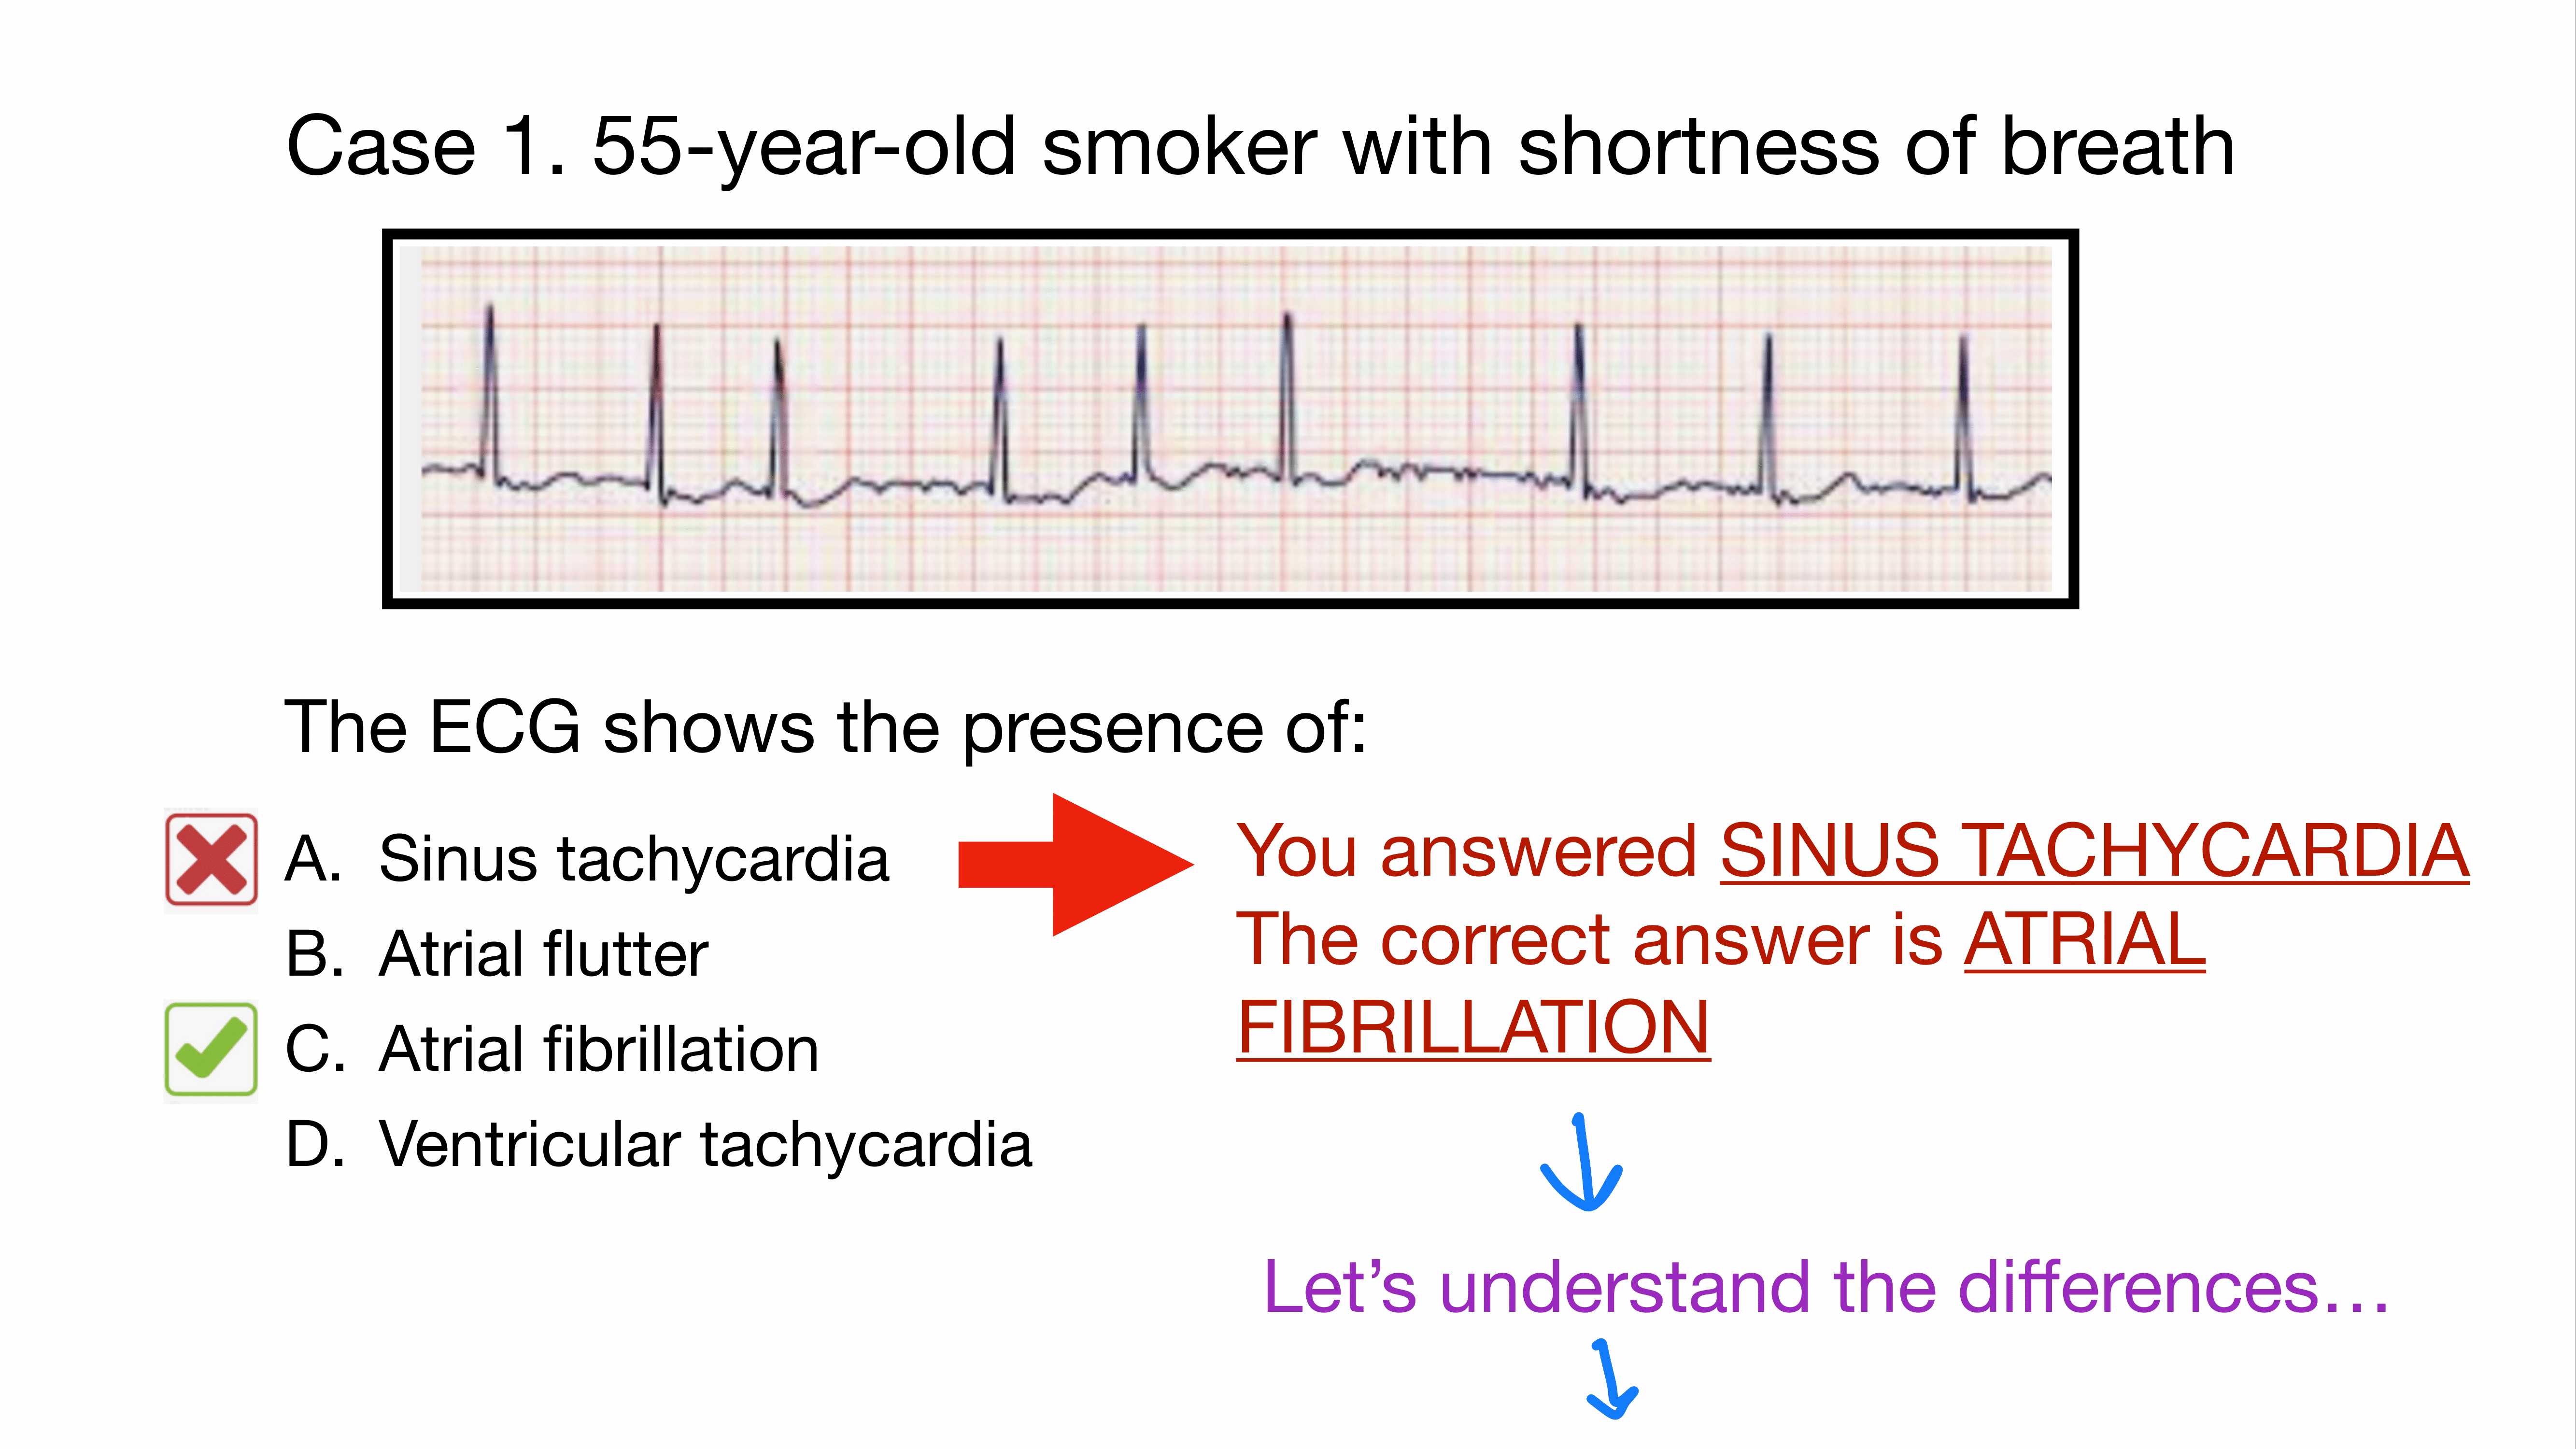 Case 1. 55-year-old smoker with shortness of breath
The ECG shows the presence of:
A. Sinus tachycardia
B. Atrial flutter
C. Atrial fibrillation
D. Ventricular tachycardia
You answered SINUS TACHYCARDIA
The correct answer is ATRIAL
FIBRILLATION
Let’s understand the differences…